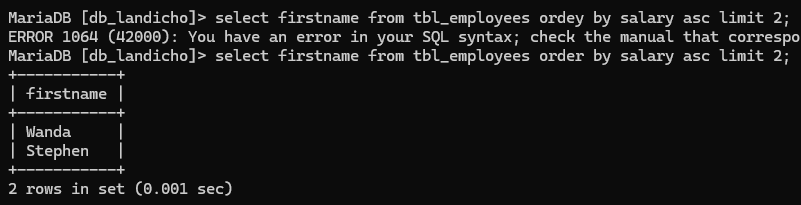 MariaDB [db_landicho]> select firstname from tbl_employees ordey by salary asc limit 2;
ERROR 1064 (42000): You have an error in your SQL syntax; check the manual that correspo
MariaDB [db_landicho]> select firstname from tbl_employees order by salary asc limit 2;
+-----------+
| firstname |
+-----------+
| Wanda     |
| Stephen   |
+-----------+
2 rows in set (0.001 sec)